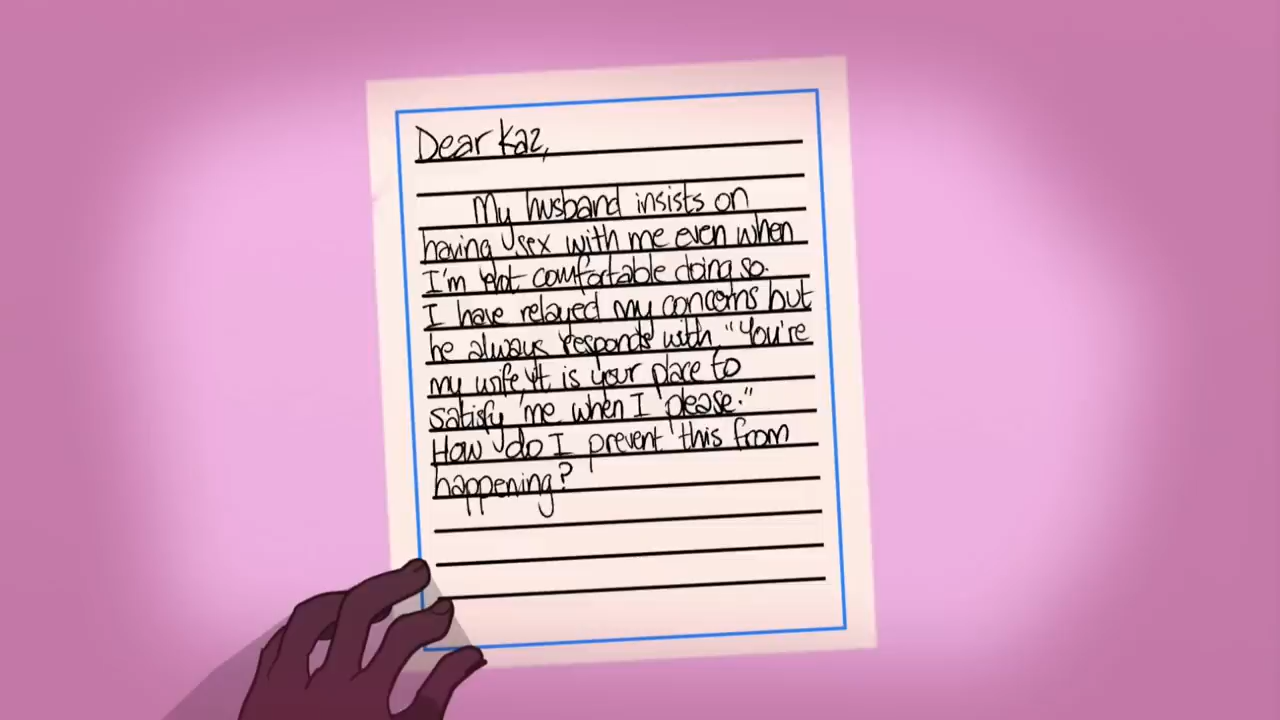 Dear Kaz,
My husband insists on
having sex with me even when
I'm not comfortable doing so.
I have relayed my concerns but
he always responds with, "You're
my wife, it is your place to
satisfy me when I please."
How do I prevent this from
happening?